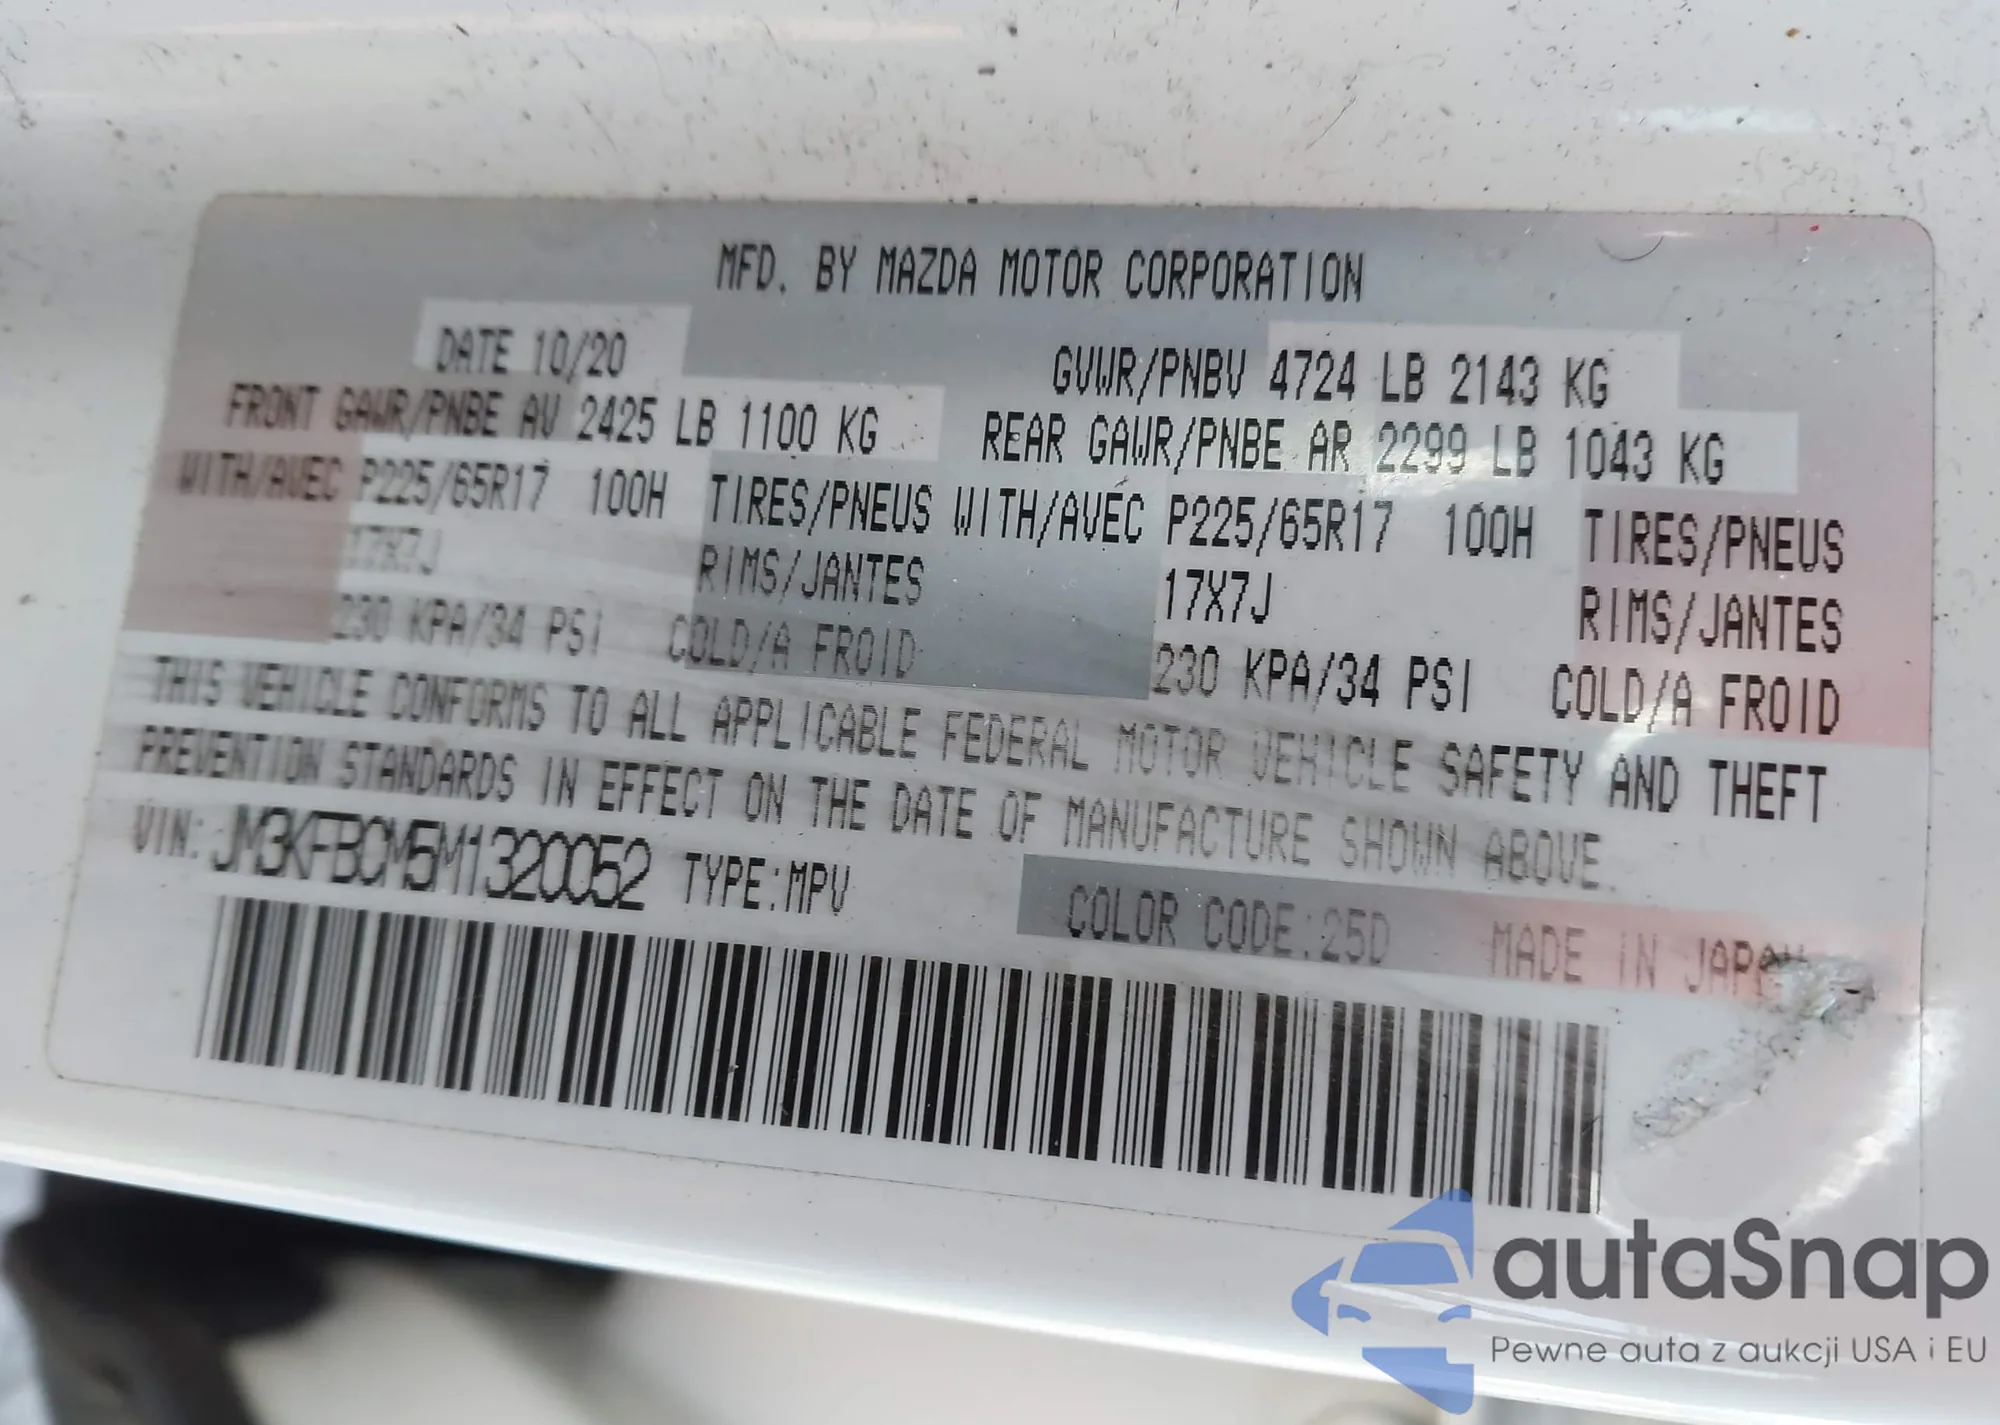 MFD. BY MAZDA MOTOR CORPORATION
DATE 10/20
GVWR/PNBV 4724 LB 2143 KG
FRONT GAWR/PNBE AV 2425 LB 1100 KG
REAR GAWR/PNBE AR 2299 LB 1043 KG
WITH/AVEC P225/65R17 100H TIRES/PNEUS WITH/AVEC P225/65R17 100H TIRES/PNEUS
17X7J RIMS/JANTES 17X7J RIMS/JANTES
230 KPA/34 PSI COLD/A FROID 230 KPA/34 PSI COLD/A FROID
THIS VEHICLE CONFORMS TO ALL APPLICABLE FEDERAL MOTOR VEHICLE SAFETY AND THEFT
PREVENTION STANDARDS IN EFFECT ON THE DATE OF MANUFACTURE SHOWN ABOVE.
VIN: JM3KFBCM5M1320052 TYPE:MPV
COLOR CODE:25D MADE IN JAPAN
autaSnap
Pewne auta z aukcji USA i EU